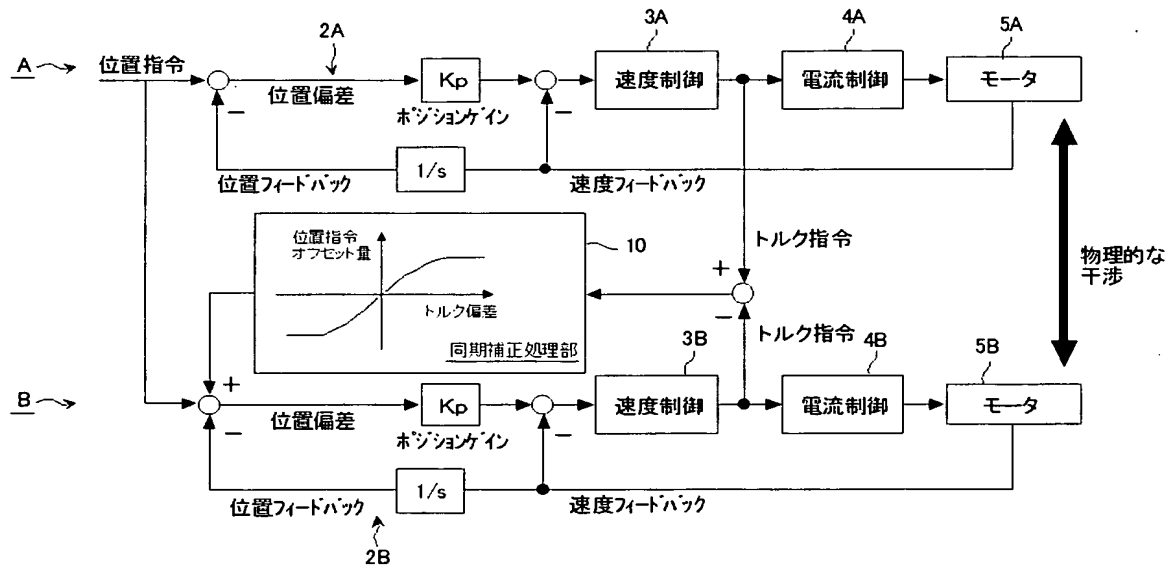 A
位置指令
2A
位置偏差
Kp
ポジションゲイン
3A
速度制御
4A
電流制御
5A
モータ
−
−
位置フィードバック
1/s
速度フィードバック
位置指令
オフセット量
トルク偏差
同期補正処理部
10
トルク指令
+
−
トルク指令
物理的な
干渉
B
+
−
位置偏差
Kp
ポジションゲイン
−
3B
速度制御
4B
電流制御
5B
モータ
位置フィードバック
1/s
速度フィードバック
2B